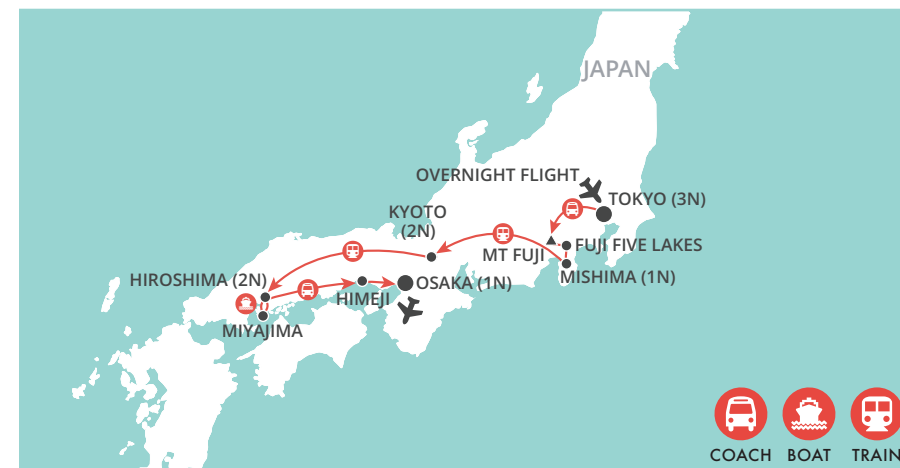 JAPAN
OVERNIGHT FLIGHT
TOKYO (3N)
KYOTO
(2N)
MT FUJI
FUJI FIVE LAKES
MISHIMA (1N)
HIROSHIMA (2N)
HIMEJI
OSAKA (1N)
MIYAJIMA
COACH
BOAT
TRAIN